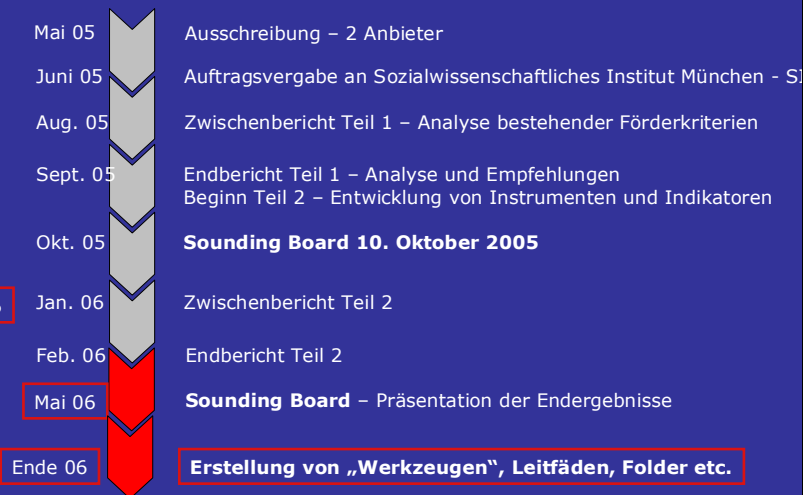 Mai 05 Ausschreibung – 2 Anbieter
Juni 05 Auftragsvergabe an Sozialwissenschaftliches Institut München -
Aug. 05 Zwischenbericht Teil 1 – Analyse bestehender Förderkriterien
Sept. 05 Endbericht Teil 1 – Analyse und Empfehlungen
Beginn Teil 2 – Entwicklung von Instrumenten und Indikatoren
Okt. 05 Sounding Board 10. Oktober 2005
Jan. 06 Zwischenbericht Teil 2
Feb. 06 Endbericht Teil 2
Mai 06 Sounding Board – Präsentation der Endergebnisse
Ende 06 Erstellung von „Werkzeugen“, Leitfäden, Folder etc.